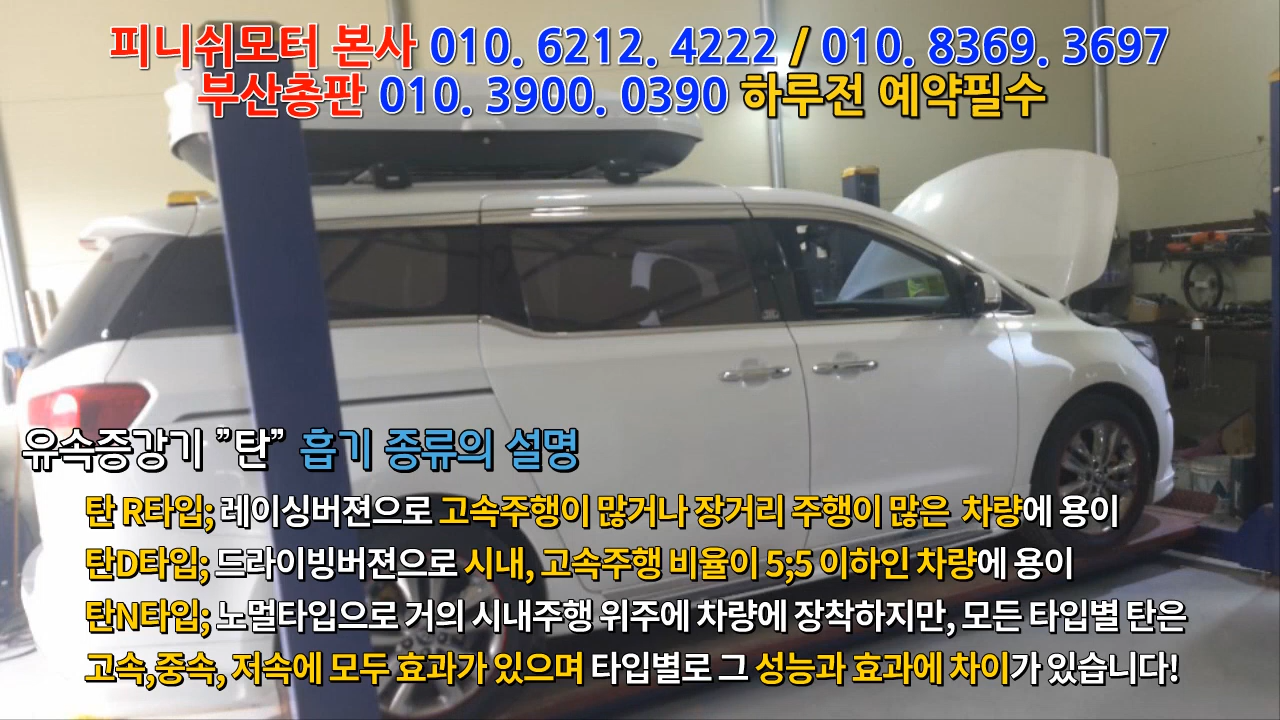 피니쉬모터 본사 010. 6212. 4222 / 010. 8369. 3697
부산총판 010. 3900. 0390 하루전 예약필수
유속증강기 "탄" 흡기 종류의 설명
탄 R타입; 레이싱버젼으로 고속주행이 많거나 장거리 주행이 많은 차량에 용이
탄D타입; 드라이빙버젼으로 시내, 고속주행 비율이 5;5 이하인 차량에 용이
탄N타입; 노멀타입으로 거의 시내주행 위주에 차량에 장착하지만, 모든 타입별 탄은
고속,중속, 저속에 모두 효과가 있으며 타입별로 그 성능과 효과에 차이가 있습니다!